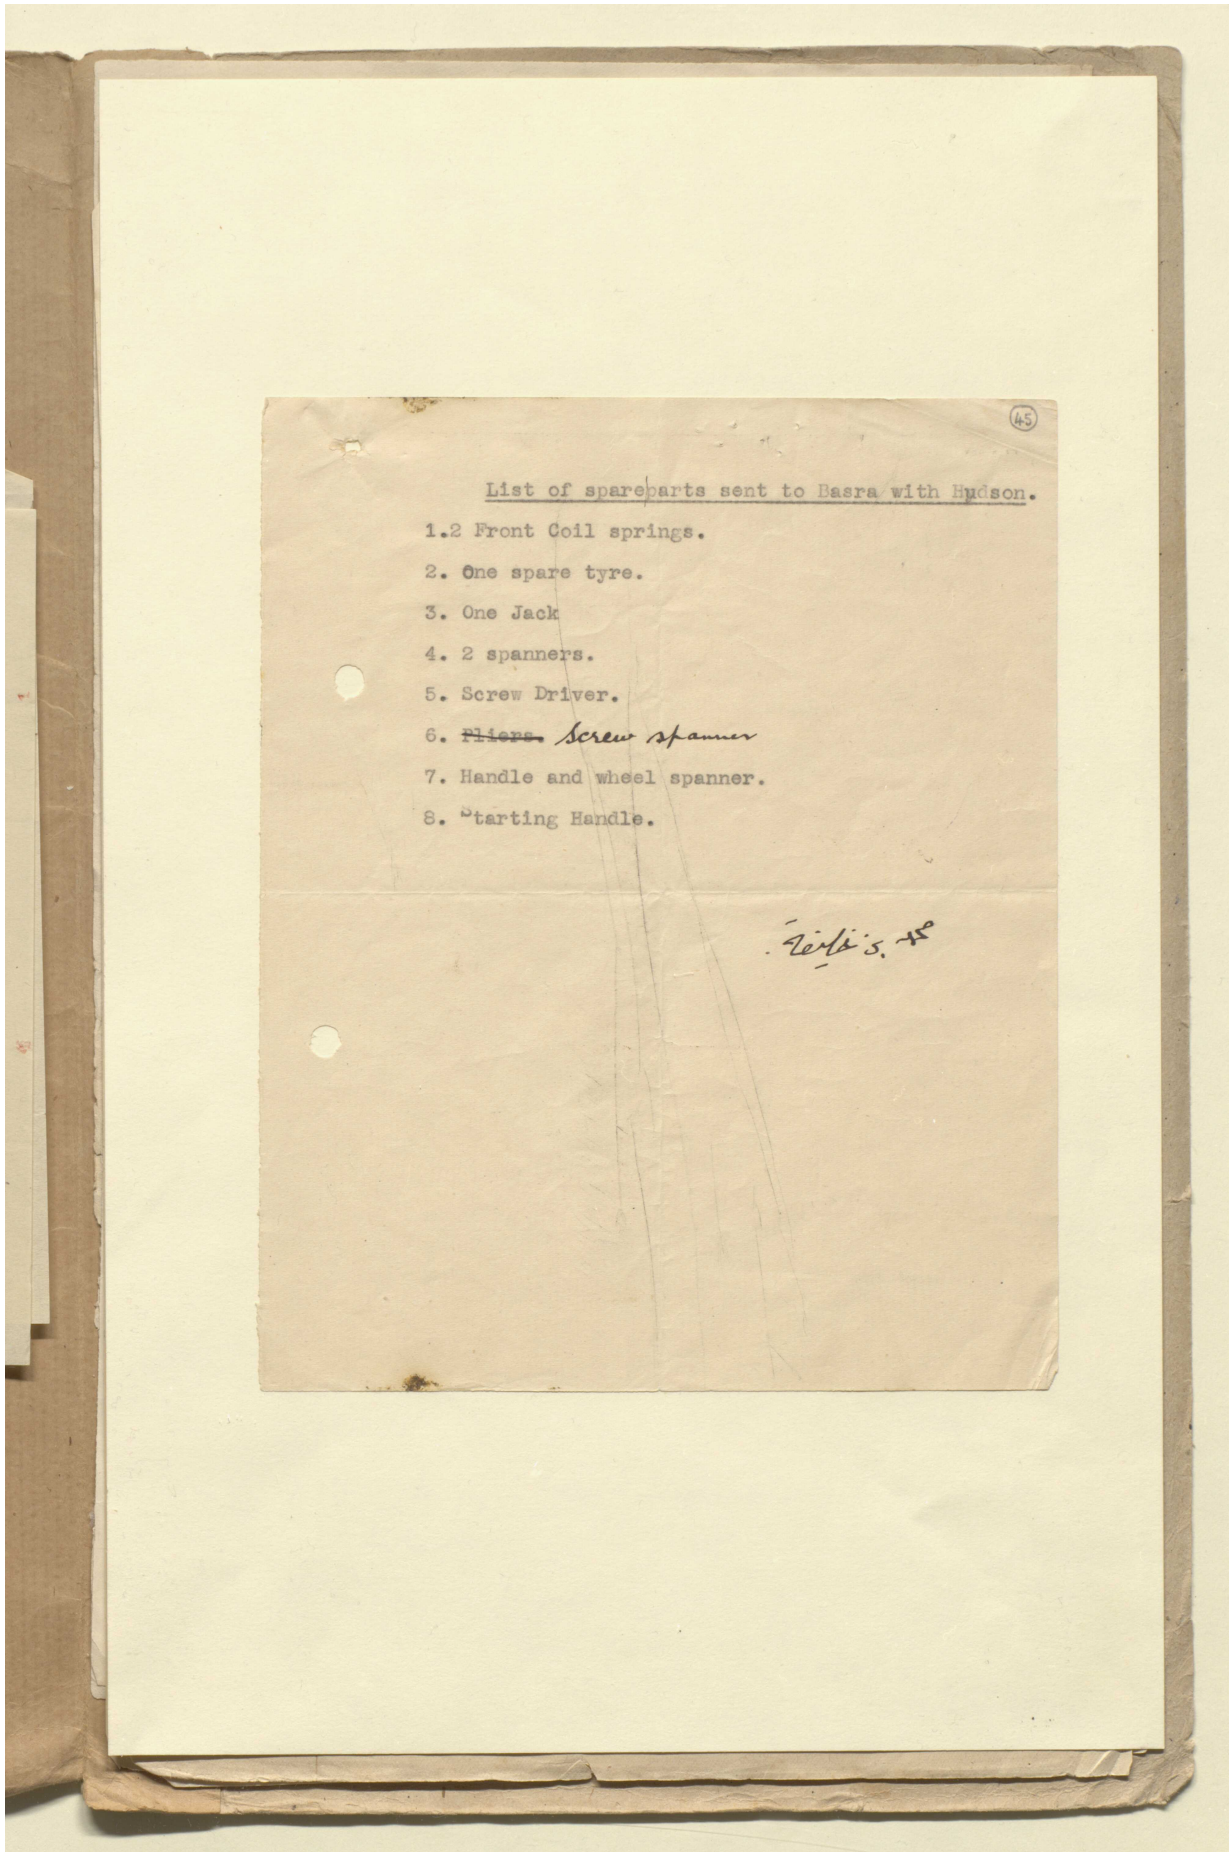 45
List of spareparts sent to Basra with Hudson.
1.2 Front Coil springs.
2. One spare tyre.
3. One Jack
4. 2 spanners.
5. Screw Driver.
6. Pliers. Screw spanner
7. Handle and wheel spanner.
8. Starting Handle.